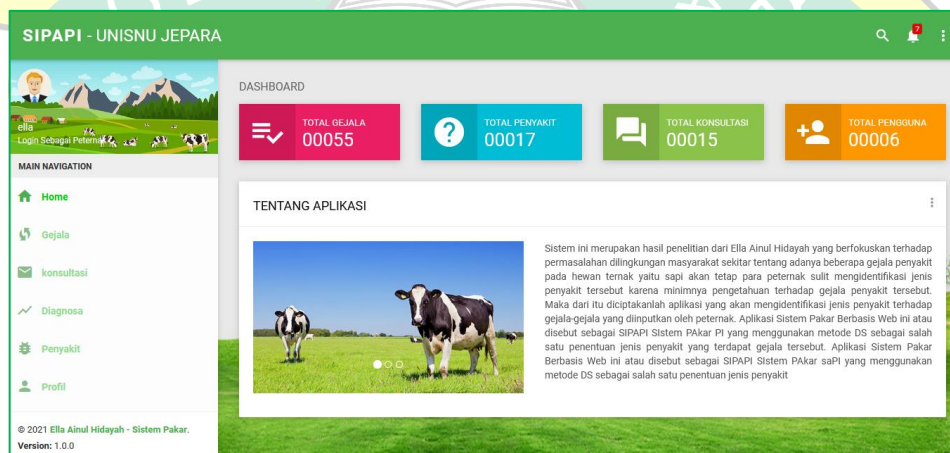 SIPAPI - UNISNU JEPARA
7
ella
Login Sebagai Peternak
MAIN NAVIGATION
Home
Gejala
konsultasi
Diagnosa
Penyakit
Profil
© 2021 Ella Ainul Hidayah - Sistem Pakar.
Version: 1.0.0
DASHBOARD
TOTAL GEJALA
00055
TOTAL PENYAKIT
00017
TOTAL KONSULTASI
00015
TOTAL PENGGUNA
00006
TENTANG APLIKASI
Sistem ini merupakan hasil penelitian dari Ella Ainul Hidayah yang berfokuskan terhadap
permasalahan dilingkungan masyarakat sekitar tentang adanya beberapa gejala penyakit
pada hewan ternak yaitu sapi akan tetap para peternak sulit mengidentifikasi jenis
penyakit tersebut karena minimnya pengetahuan terhadap gejala penyakit tersebut.
Maka dari itu diciptakanlah aplikasi yang akan mengidentifikasi jenis penyakit terhadap
gejala-gejala yang diinputkan oleh peternak. Aplikasi Sistem Pakar Berbasis Web ini atau
disebut sebagai SIPAPI SIstem PAkar PI yang menggunakan metode DS sebagai salah
satu penentuan jenis penyakit yang terdapat gejala tersebut. Aplikasi Sistem Pakar
Berbasis Web ini atau disebut sebagai SIPAPI SIstem PAkar saPI yang menggunakan
metode DS sebagai salah satu penentuan jenis penyakit